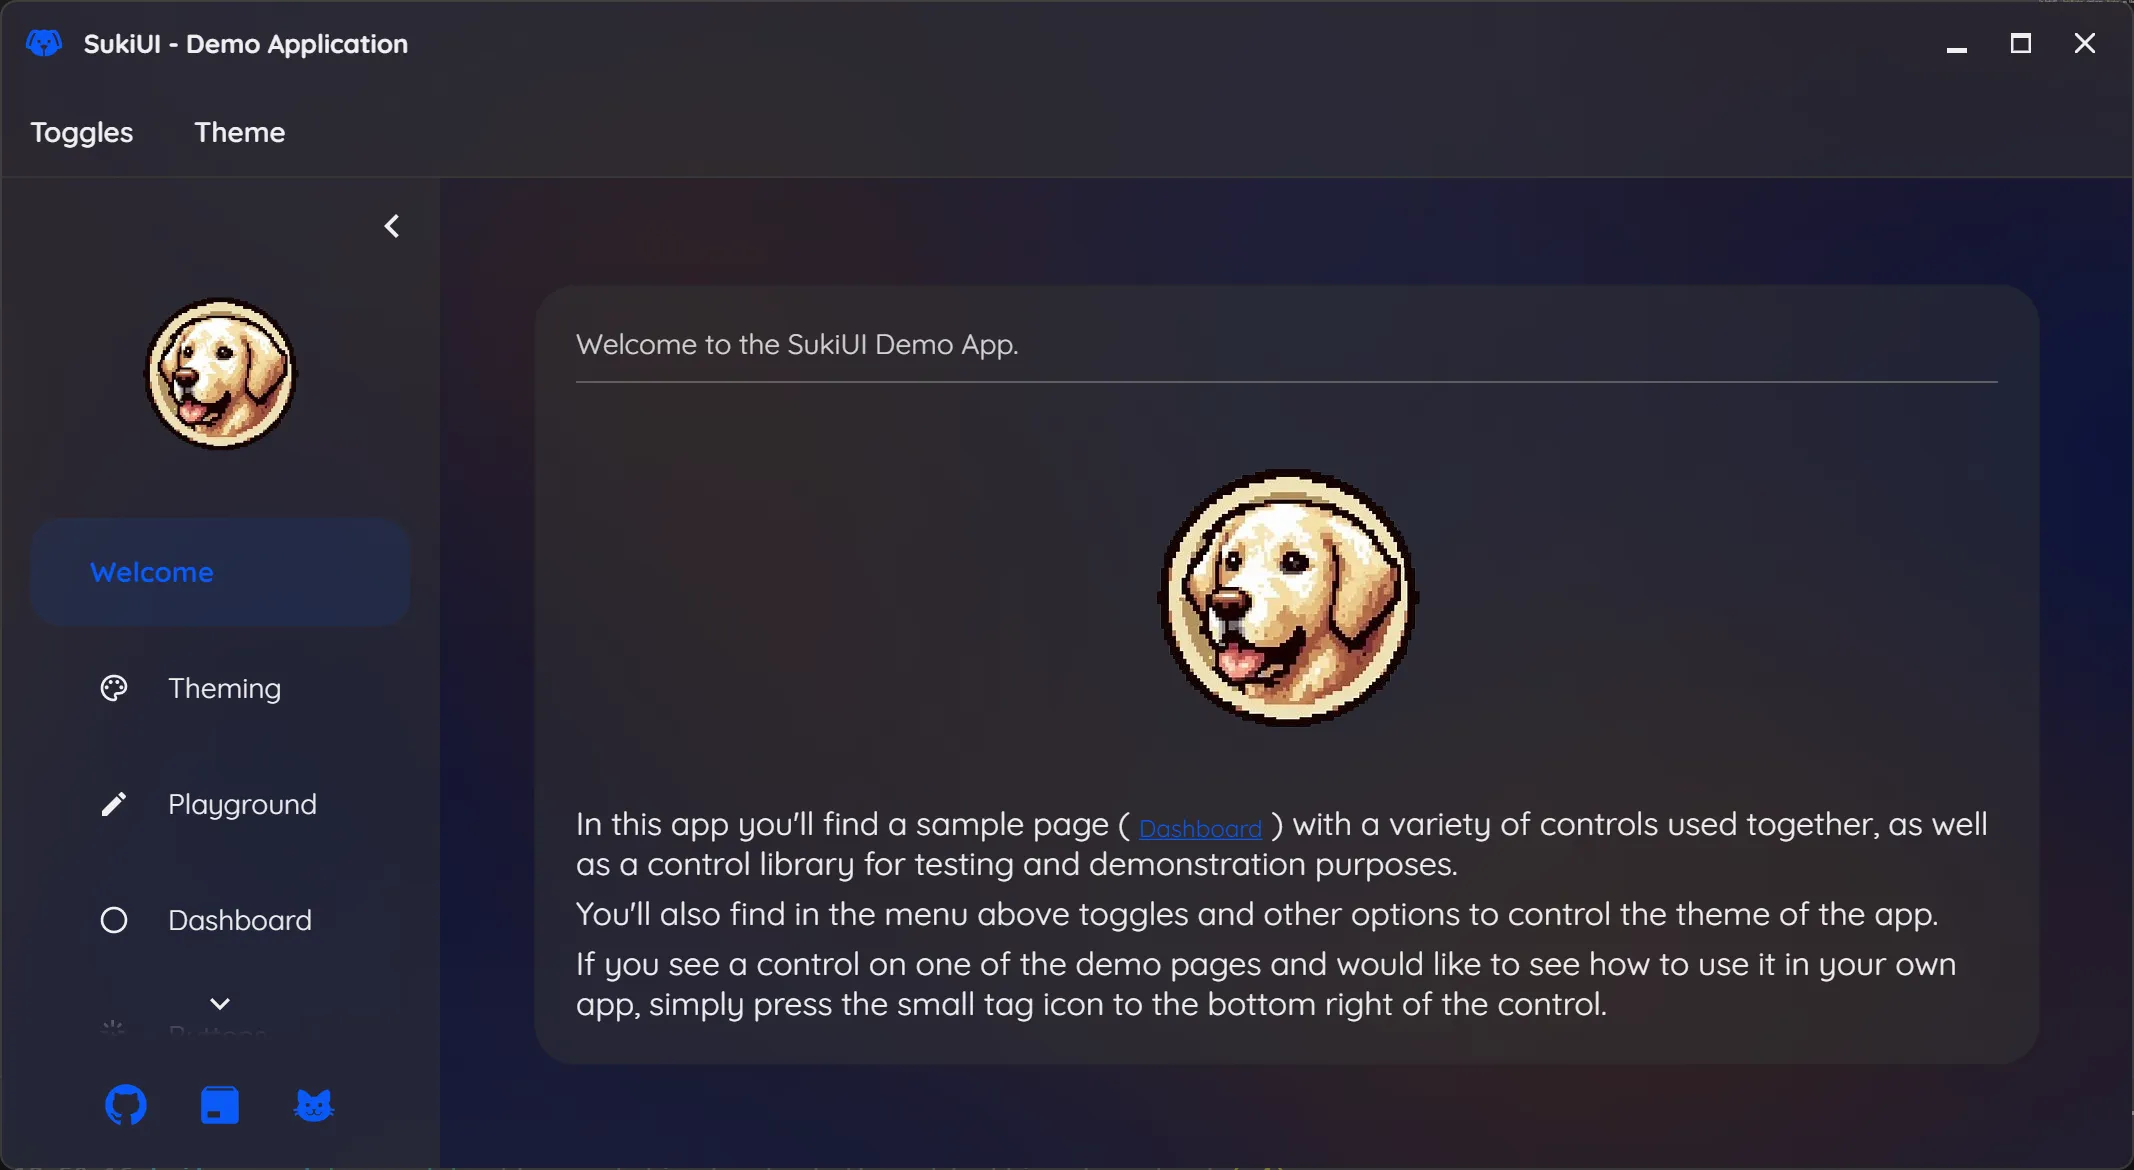 SukiUI - Demo Application
Toggles Theme
Welcome
Theming
Playground
Dashboard
Buttons
Welcome to the SukiUI Demo App.
In this app you'll find a sample page ( Dashboard ) with a variety of controls used together, as well
as a control library for testing and demonstration purposes.
You'll also find in the menu above toggles and other options to control the theme of the app.
If you see a control on one of the demo pages and would like to see how to use it in your own
app, simply press the small tag icon to the bottom right of the control.